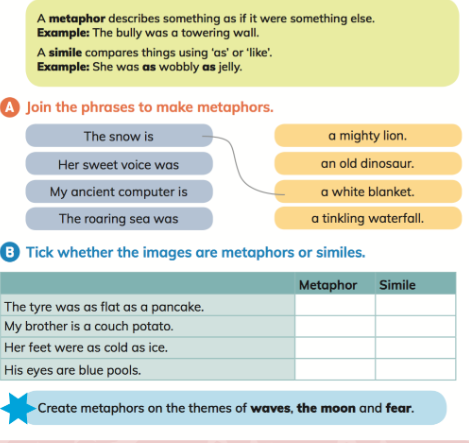 A metaphor describes something as if it were something else.
Example: The bully was a towering wall.
A simile compares things using ‘as’ or ‘like’.
Example: She was as wobbly as jelly.
A Join the phrases to make metaphors.
The snow is
a mighty lion.
Her sweet voice was
an old dinosaur.
My ancient computer is
a white blanket.
The roaring sea was
a tinkling waterfall.
B Tick whether the images are metaphors or similes.
Metaphor Simile
The tyre was as flat as a pancake.
My brother is a couch potato.
Her feet were as cold as ice.
His eyes are blue pools.
Create metaphors on the themes of waves, the moon and fear.